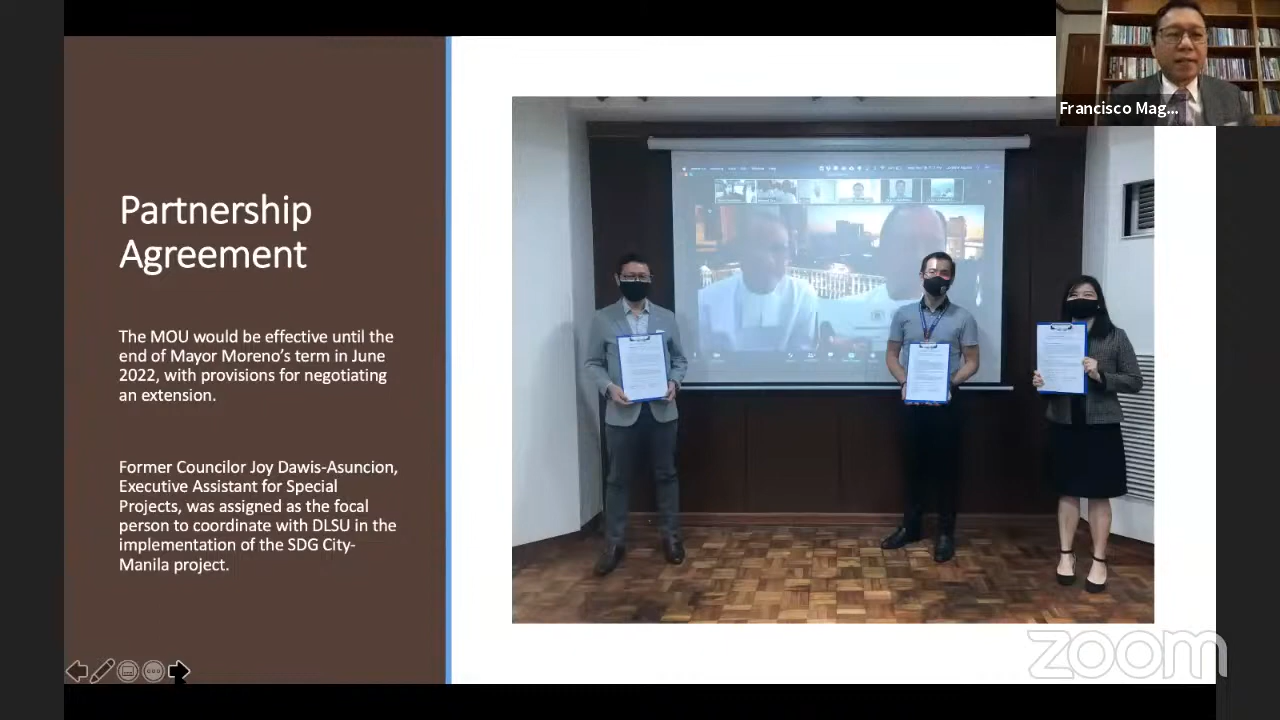 Partnership
Agreement
The MOU would be effective until the
end of Mayor Moreno's term in June
2022, with provisions for negotiating
an extension.
Former Councilor Joy Dawis-Asuncion,
Executive Assistant for Special
Projects, was assigned as the focal
person to coordinate with DLSU in the
implementation of the SDG City-
Manila project.
Francisco Mag...
zoom